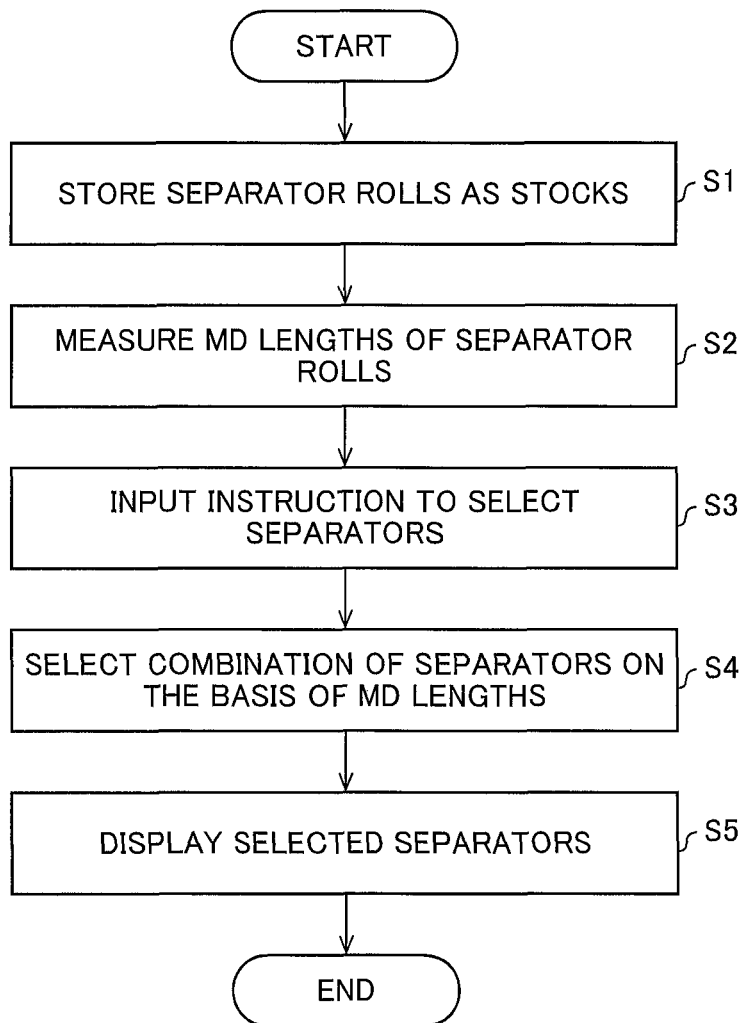 START
STORE SEPARATOR ROLLS AS STOCKS
S1
MEASURE MD LENGTHS OF SEPARATOR
ROLLS
S2
INPUT INSTRUCTION TO SELECT
SEPARATORS
S3
SELECT COMBINATION OF SEPARATORS ON
THE BASIS OF MD LENGTHS
S4
DISPLAY SELECTED SEPARATORS
S5
END